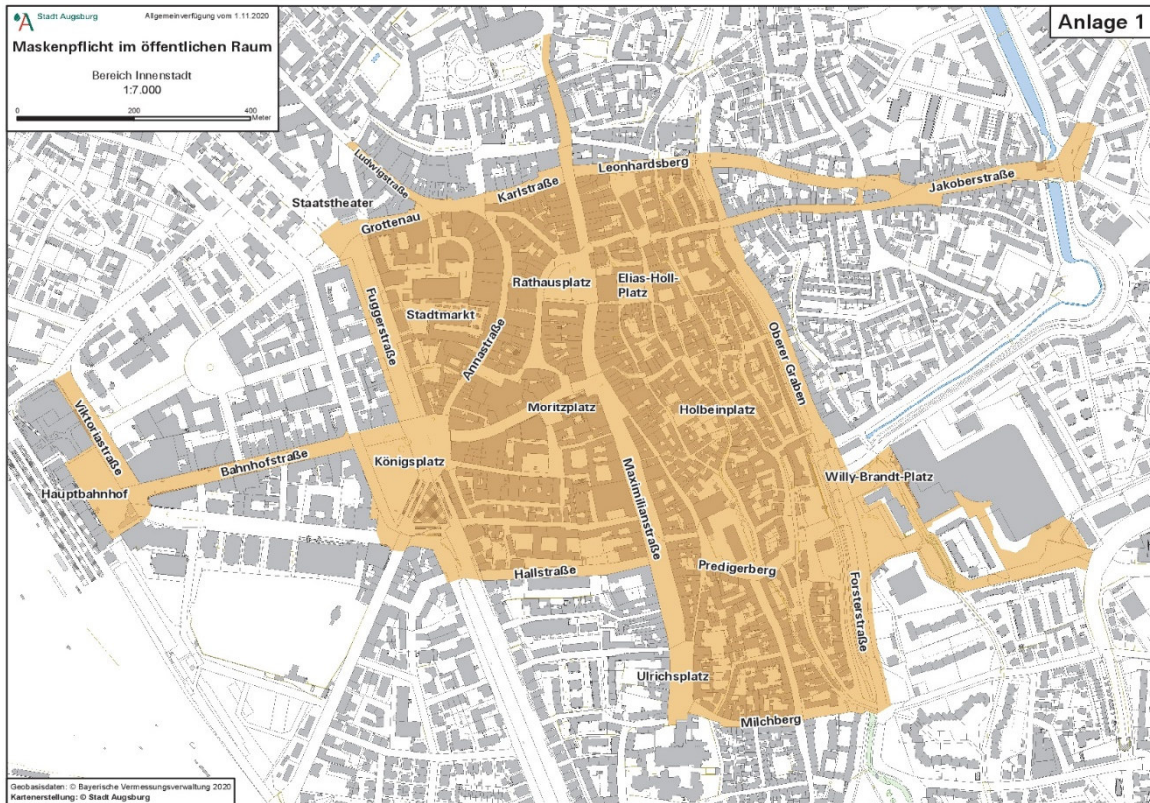 Stadt Augsburg
Allgemeinverfügung vom 1.11.2020
Maskenpflicht im öffentlichen Raum
Bereich Innenstadt
1:7.000
0 200 400
Meter
Anlage 1
Ludwigstraße
Leonhardsberg
Karlstraße
Jakoberstraße
Staatstheater
Grottenau
Rathausplatz
Elias-Holl-
Platz
Fuggerstraße
Stadtmarkt
Annastraße
Oberer Graben
Moritzplatz
Holbeinplatz
Viktoriastraße
Bahnhofstraße
Königsplatz
Willy-Brandt-Platz
Hauptbahnhof
Maximilianstraße
Predigerberg
Hallstraße
Forsterstraße
Ulrichsplatz
Milchberg
Geobasisdaten: © Bayerische Vermessungsverwaltung 2020
Kartenerstellung: © Stadt Augsburg